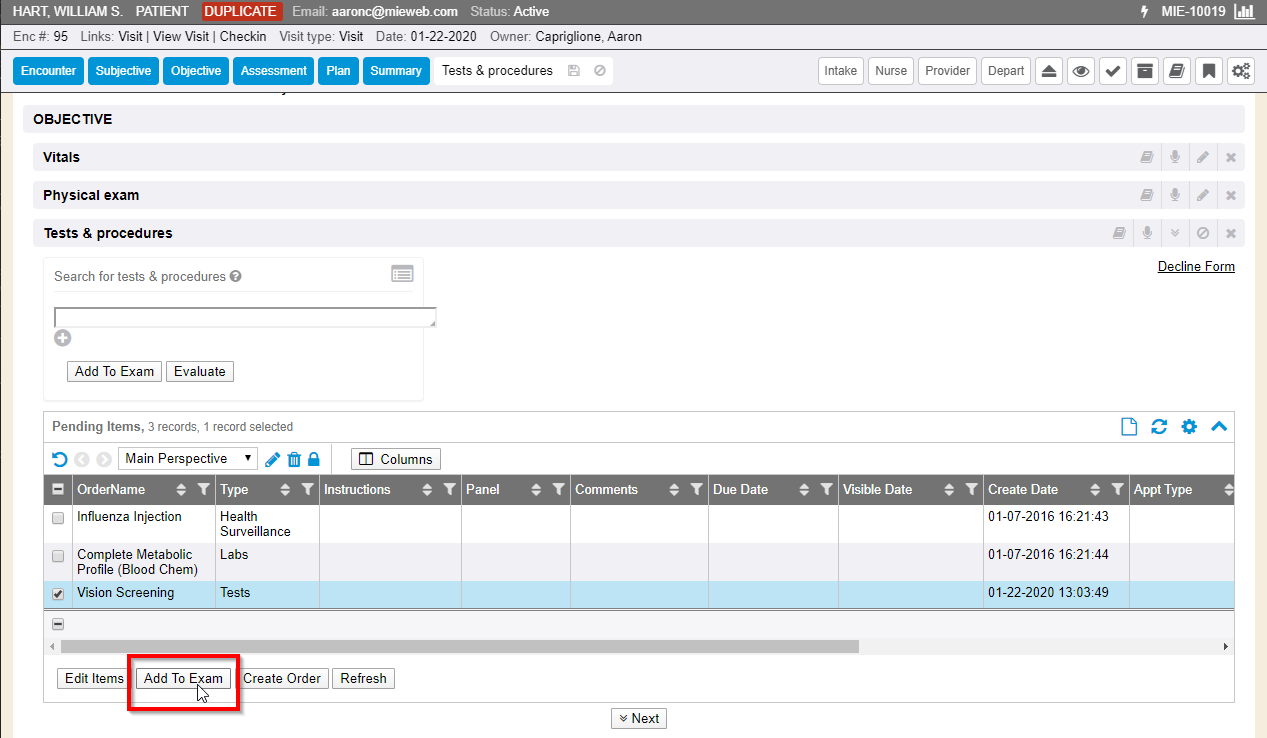 HART, WILLIAM S. PATIENT DUPLICATE Email: aaronc@mieweb.com Status: Active MIE-10019
Enc #: 95 Links: Visit | View Visit | Checkin Visit type: Visit Date: 01-22-2020 Owner: Capriglione, Aaron
Encounter Subjective Objective Assessment Plan Summary Tests & procedures Intake Nurse Provider Depart
OBJECTIVE
Vitals
Physical exam
Tests & procedures
Decline Form
Search for tests & procedures
Add To Exam Evaluate
Pending Items, 3 records, 1 record selected
Main Perspective Columns
OrderName Type Instructions Panel Comments Due Date Visible Date Create Date Appt Type
Influenza Injection Health 01-07-2016 16:21:43
Surveillance
Complete Metabolic Labs 01-07-2016 16:21:44
Profile (Blood Chem)
Vision Screening Tests 01-22-2020 13:03:49
Edit Items Add To Exam Create Order Refresh
Next